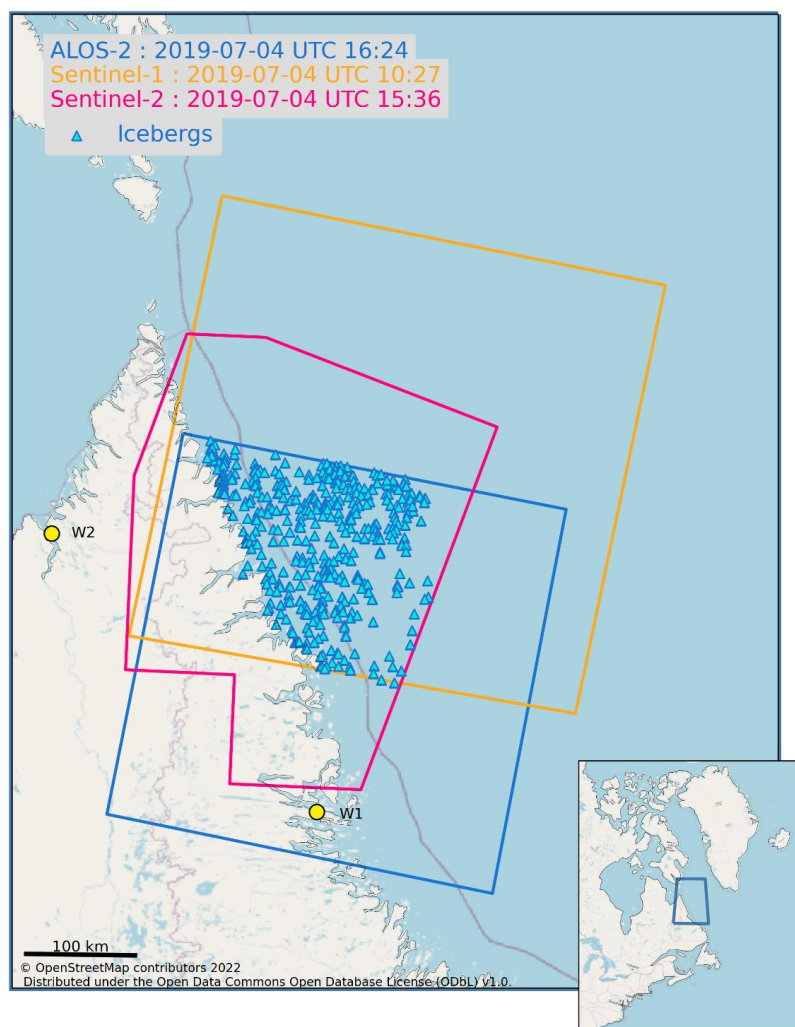 ALOS-2 : 2019-07-04 UTC 16:24
Sentinel-1 : 2019-07-04 UTC 10:27
Sentinel-2 : 2019-07-04 UTC 15:36
Icebergs
W2
W1
100 km
© OpenStreetMap contributors 2022
Distributed under the Open Data Commons Open Database License (ODbL) v1.0.